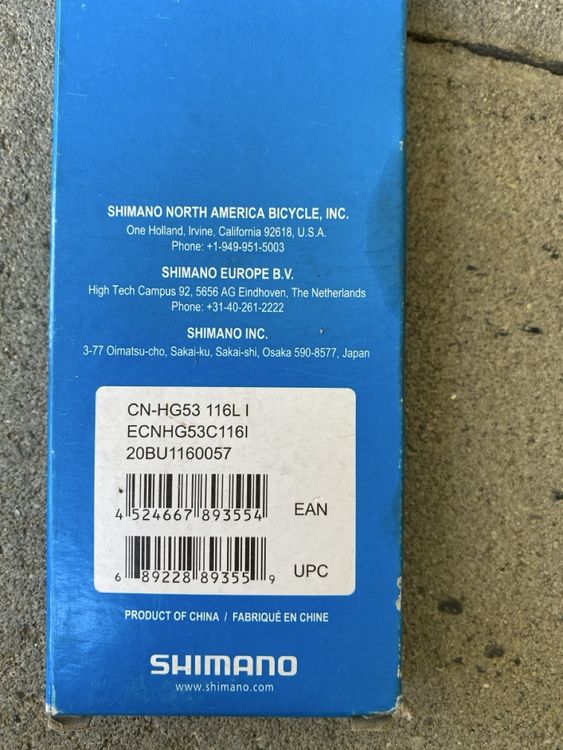 SHIMANO NORTH AMERICA BICYCLE, INC.
One Holland, Irvine, California 92618, U.S.A.
Phone: +1-949-951-5003
SHIMANO EUROPE B.V.
High Tech Campus 92, 5656 AG Eindhoven, The Netherlands
Phone: +31-40-261-2222
SHIMANO INC.
3-77 Oimatsu-cho, Sakai-ku, Sakai-shi, Osaka 590-8577, Japan
CN-HG53 116L I
ECNHG53C116I
20BU1160057
4 524667 893554 EAN
6 89228 89355 9 UPC
PRODUCT OF CHINA / FABRIQUÉ EN CHINE
SHIMANO
www.shimano.com